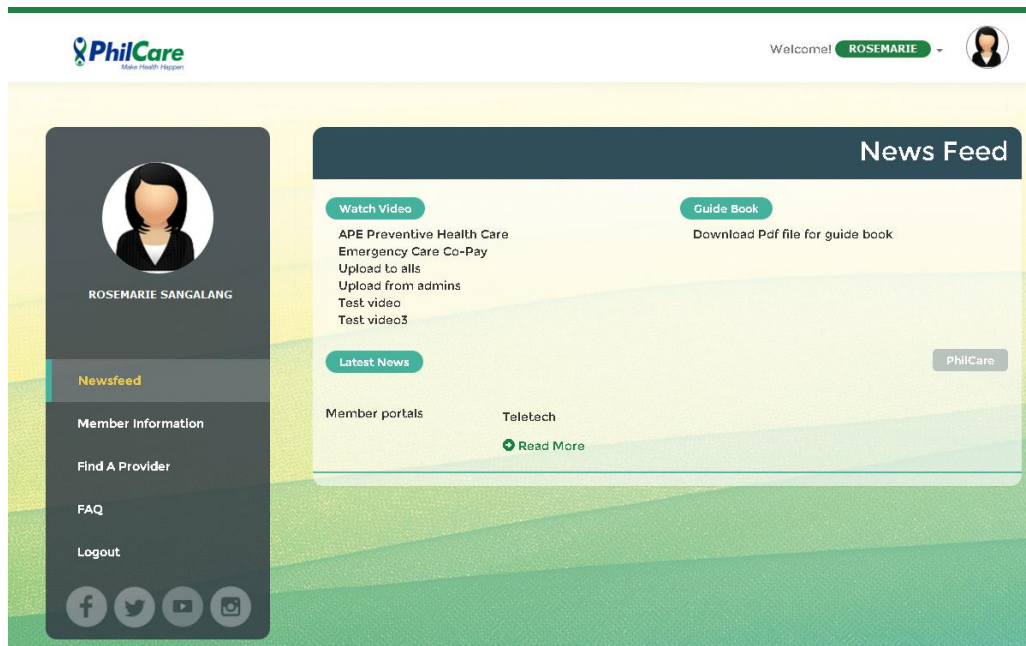 PhilCare
Make Health Happen
Welcome! ROSEMARIE
ROSEMARIE SANGALANG
Newsfeed
Member Information
Find A Provider
FAQ
Logout
News Feed
Watch Video
APE Preventive Health Care
Emergency Care Co-Pay
Upload to alls
Upload from admins
Test video
Test video3
Guide Book
Download Pdf file for guide book
Latest News
PhilCare
Member portals
Teletech
Read More